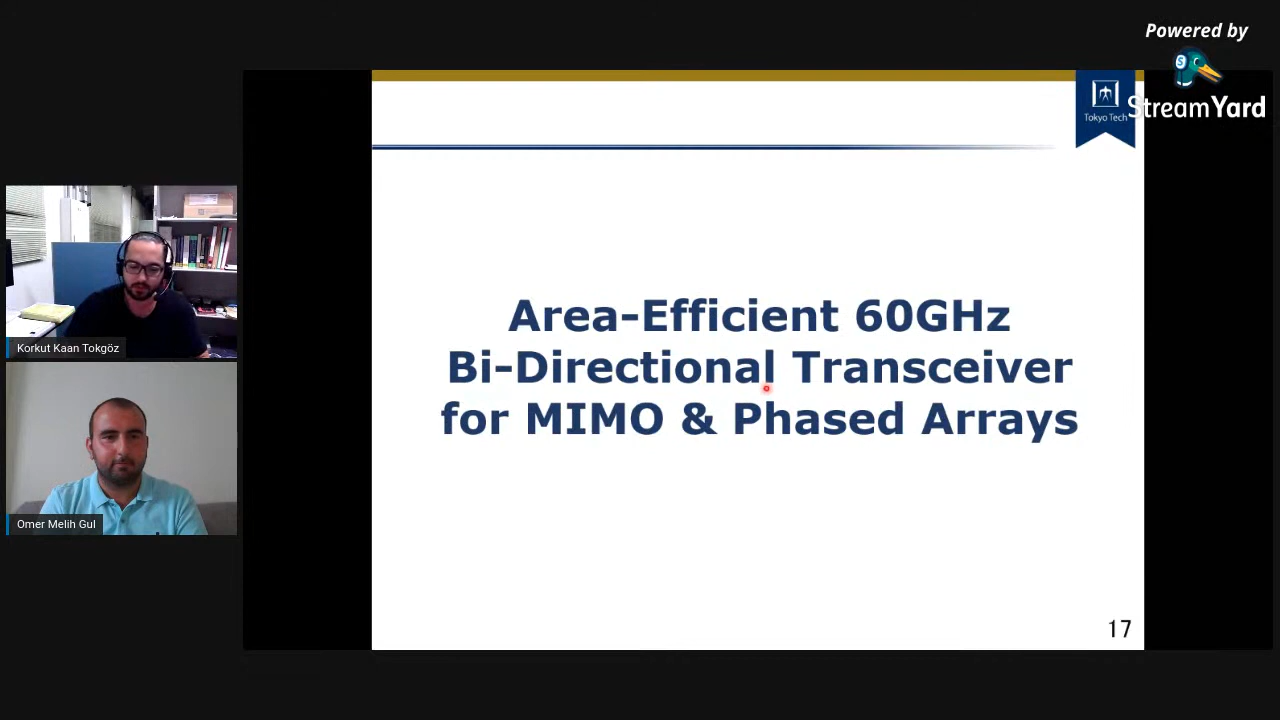 Powered by
StreamYard
Tokyo Tech
Area-Efficient 60GHz
Bi-Directional Transceiver
for MIMO & Phased Arrays
17
Korkut Kaan Tokgöz
Omer Melih Gul